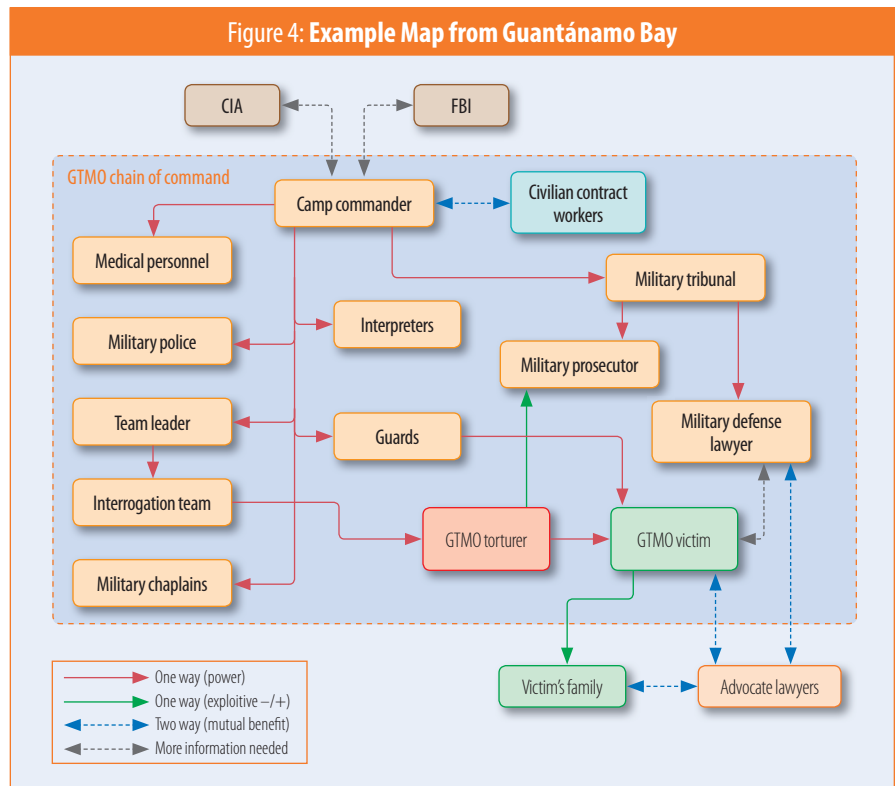 Figure 4: Example Map from Guantánamo Bay
CIA
FBI
GTMO chain of command
Camp commander
Civilian contract
workers
Medical personnel
Military tribunal
Interpreters
Military police
Military prosecutor
Team leader
Guards
Military defense
lawyer
Interrogation team
GTMO torturer
GTMO victim
Military chaplains
Victim's family
Advocate lawyers
One way (power)
One way (exploitive –/+)
Two way (mutual benefit)
More information needed